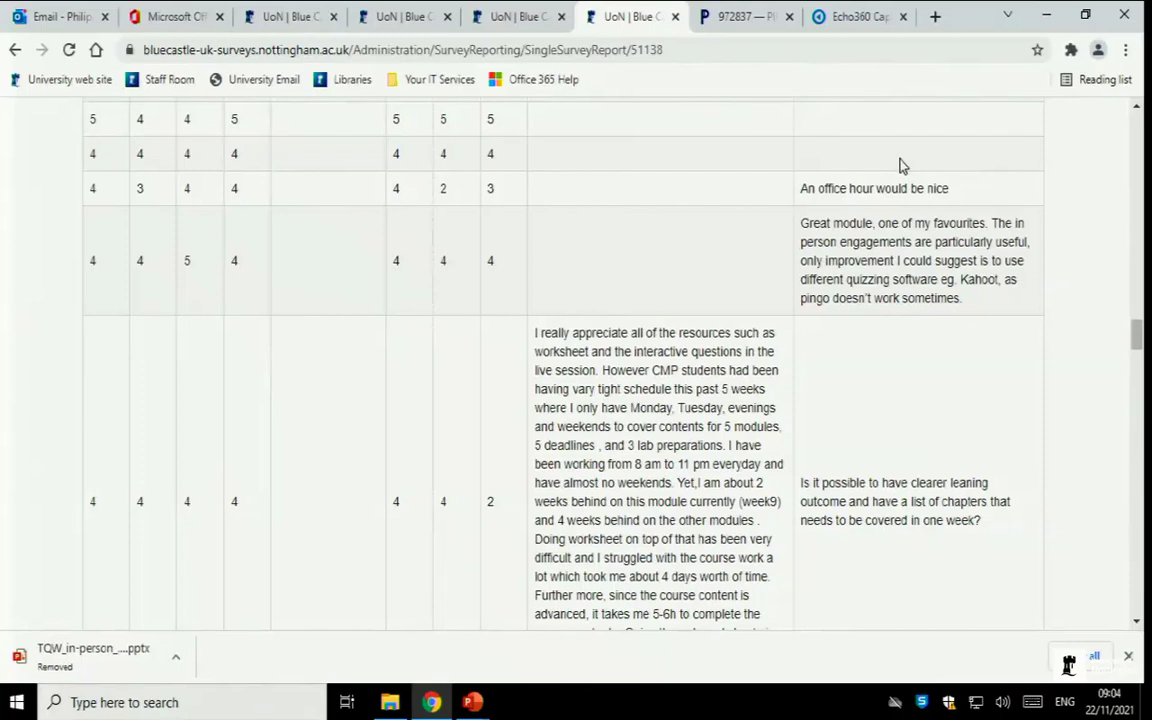 Email - Philip
Microsoft Of
UoN | Blue C
UoN | Blue C
UoN | Blue C
UoN | Blue C
972837 — Pi
Echo360 Cap
bluecastle-uk-surveys.nottingham.ac.uk/Administration/SurveyReporting/SingleSurveyReport/51138
University web site
Staff Room
University Email
Libraries
Your IT Services
Office 365 Help
Reading list
5 4 4 5 5 5 5
4 4 4 4 4 4 4
4 3 4 4 4 2 3
An office hour would be nice
4 4 5 4 4 4 4
Great module, one of my favourites. The in
person engagements are particularly useful,
only improvement I could suggest is to use
different quizzing software eg. Kahoot, as
pingo doesn't work sometimes.
4 4 4 4 4 4 2
I really appreciate all of the resources such as
worksheet and the interactive questions in the
live session. However CMP students had been
having vary tight schedule this past 5 weeks
where I only have Monday, Tuesday, evenings
and weekends to cover contents for 5 modules,
5 deadlines , and 3 lab preparations. I have
been working from 8 am to 11 pm everyday and
have almost no weekends. Yet,I am about 2
weeks behind on this module currently (week9)
and 4 weeks behind on the other modules .
Doing worksheet on top of that has been very
difficult and I struggled with the course work a
lot which took me about 4 days worth of time.
Further more, since the course content is
advanced, it takes me 5-6h to complete the
Is it possible to have clearer leaning
outcome and have a list of chapters that
needs to be covered in one week?
TQW_in-person_....pptx
Removed
all
Type here to search
ENG
09:04
22/11/2021